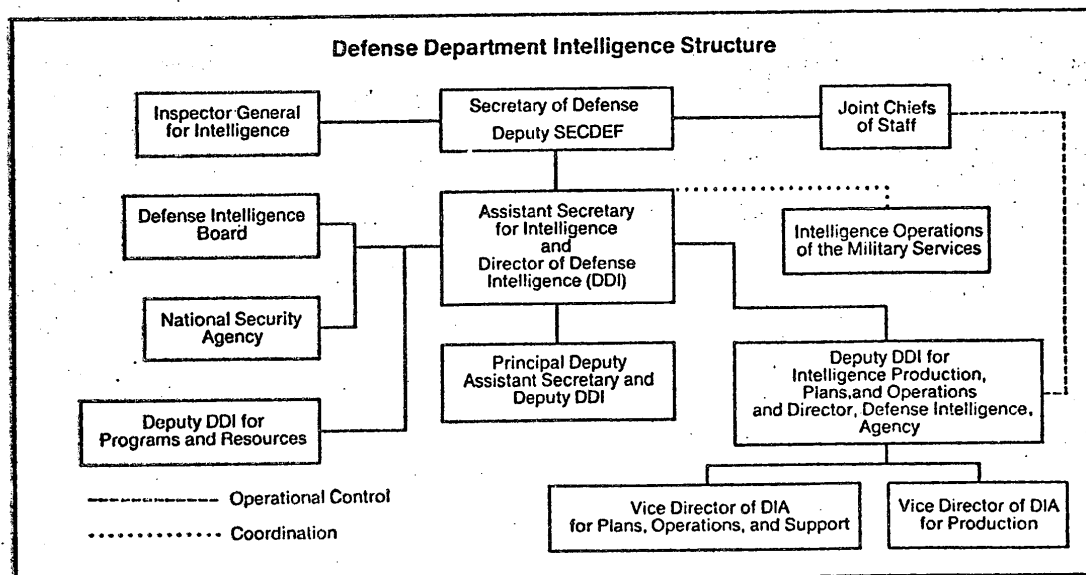 Defense Department Intelligence Structure
Inspector General
for Intelligence
Secretary of Defense
Deputy SECDEF
Joint Chiefs
of Staff
Defense Intelligence
Board
Assistant Secretary
for Intelligence
and
Director of Defense
Intelligence (DDI)
Intelligence Operations
of the Military Services
National Security
Agency
Principal Deputy
Assistant Secretary and
Deputy DDI
Deputy DDI for
Intelligence Production,
Plans,and Operations
and Director, Defense Intelligence,
Agency
Deputy DDI for
Programs and Resources
Operational Control
Coordination
Vice Director of DIA
for Plans, Operations, and Support
Vice Director of DIA
for Production